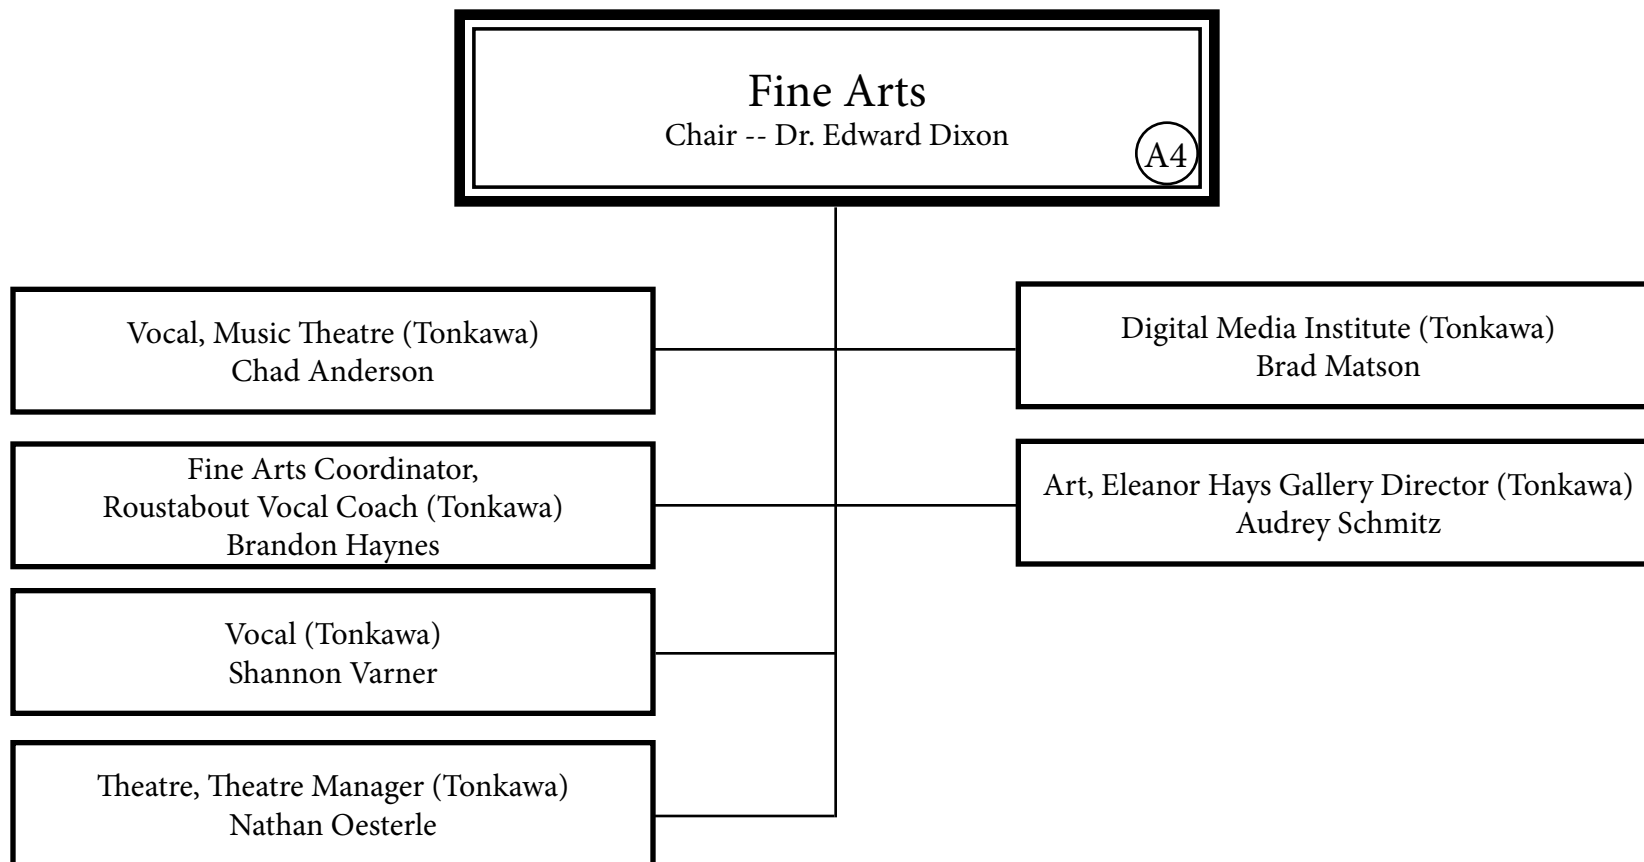 Fine Arts
Chair -- Dr. Edward Dixon
A4
Vocal, Music Theatre (Tonkawa)
Chad Anderson
Fine Arts Coordinator,
Roustabout Vocal Coach (Tonkawa)
Brandon Haynes
Vocal (Tonkawa)
Shannon Varner
Theatre, Theatre Manager (Tonkawa)
Nathan Oesterle
Digital Media Institute (Tonkawa)
Brad Matson
Art, Eleanor Hays Gallery Director (Tonkawa)
Audrey Schmitz